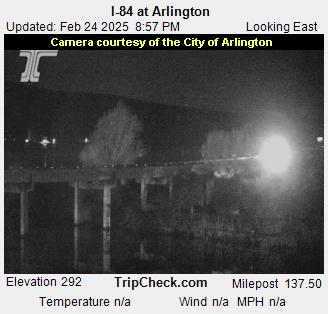 I-84 at Arlington
Updated: Feb 24 2025 8:57 PM Looking East
Camera courtesy of the City of Arlington
Elevation 292 TripCheck.com Milepost 137.50
Temperature n/a Wind n/a MPH n/a